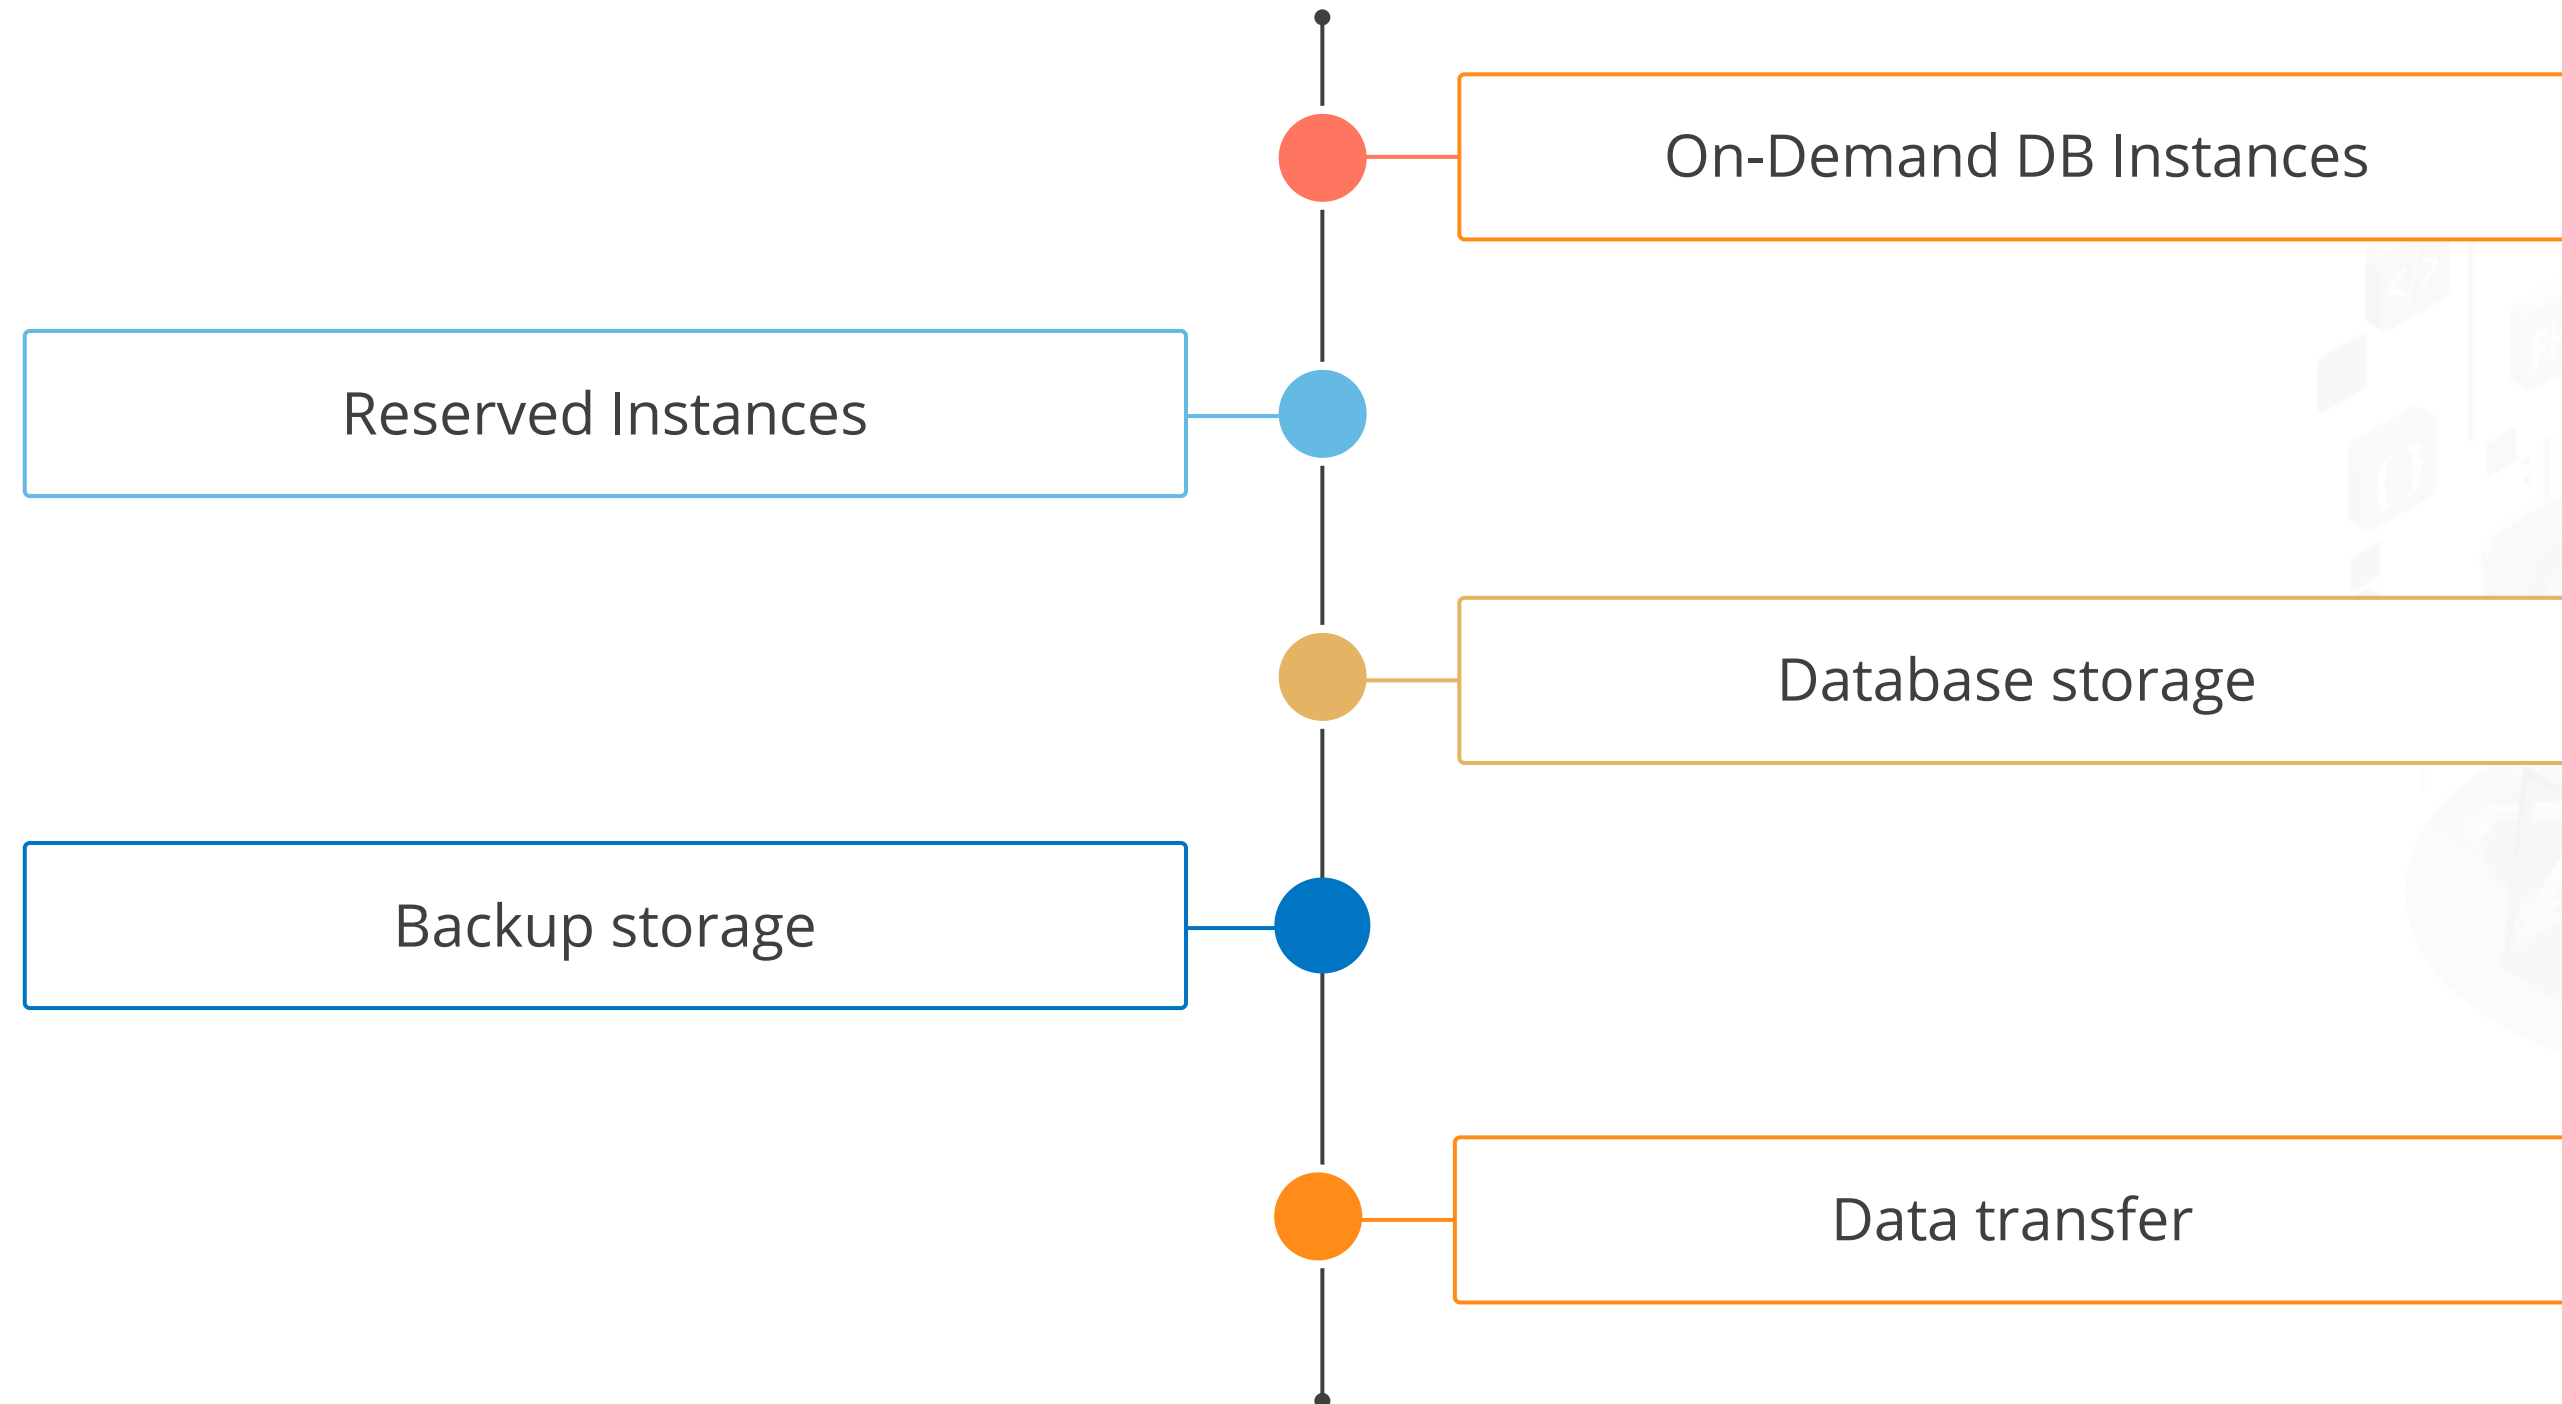 On-Demand DB Instances
Reserved Instances
Database storage
Backup storage
Data transfer